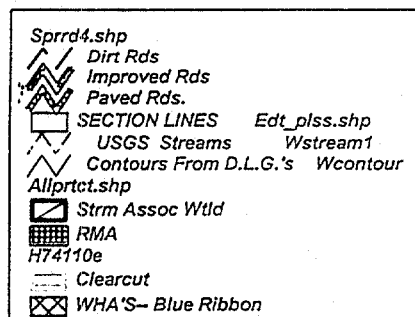 Sprrd4.shp
Dirt Rds
Improved Rds
Paved Rds.
SECTION LINES Edt_plss.shp
USGS Streams Wstream1
Contours From D.L.G.'s Wcontour
Allprtct.shp
Strm Assoc Wtld
RMA
H74110e
Clearcut
WHA'S-- Blue Ribbon